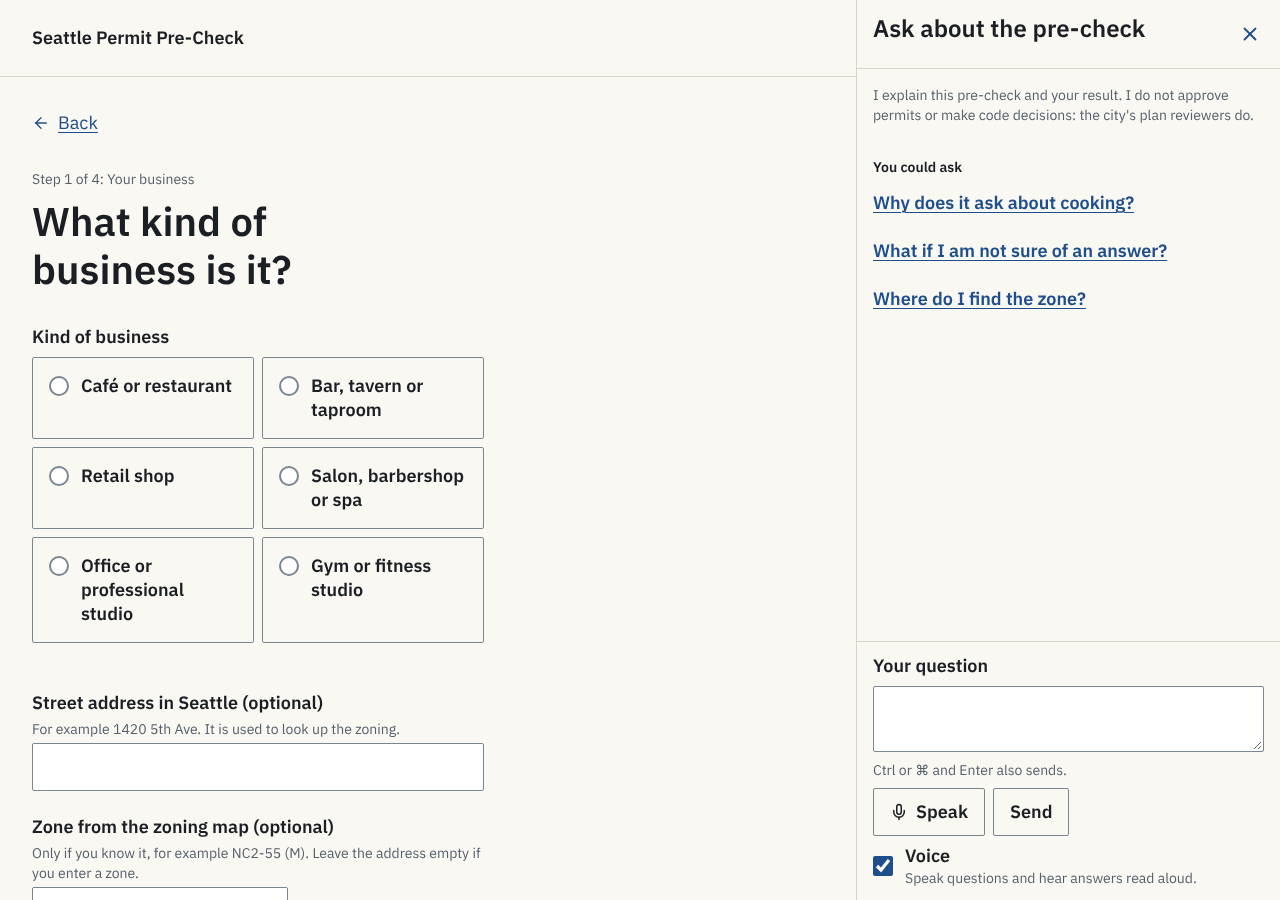 Seattle Permit Pre-Check
Back
Step 1 of 4: Your business
What kind of
business is it?
Kind of business
Café or restaurant
Bar, tavern or
taproom
Retail shop
Salon, barbershop
or spa
Office or
professional
studio
Gym or fitness
studio
Street address in Seattle (optional)
For example 1420 5th Ave. It is used to look up the zoning.
Zone from the zoning map (optional)
Only if you know it, for example NC2-55 (M). Leave the address empty if
you enter a zone.
Ask about the pre-check
I explain this pre-check and your result. I do not approve
permits or make code decisions: the city's plan reviewers do.
You could ask
Why does it ask about cooking?
What if I am not sure of an answer?
Where do I find the zone?
Your question
Ctrl or ⌘ and Enter also sends.
Speak
Send
Voice
Speak questions and hear answers read aloud.